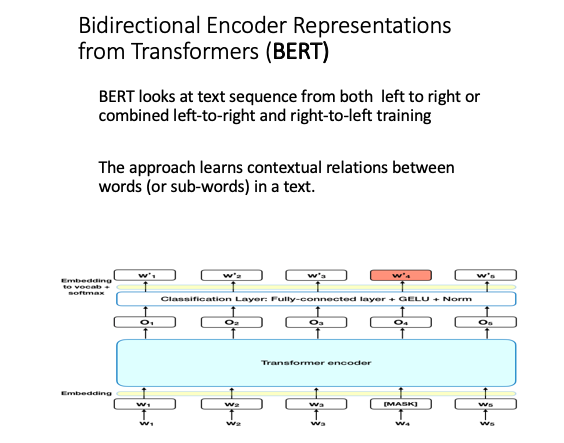 Bidirectional Encoder Representations
from Transformers (BERT)
BERT looks at text sequence from both  left to right or
combined left-to-right and right-to-left training
The approach learns contextual relations between
words (or sub-words) in a text.
Embedding
to vocab +
softmax
W'1 W'2 W'3 W'4 W'5
Classification Layer: Fully-connected layer + GELU + Norm
O1 O2 O3 O4 O5
Transformer encoder
Embedding
W1 W2 W3 [MASK] W5
W1 W2 W3 W4 W5